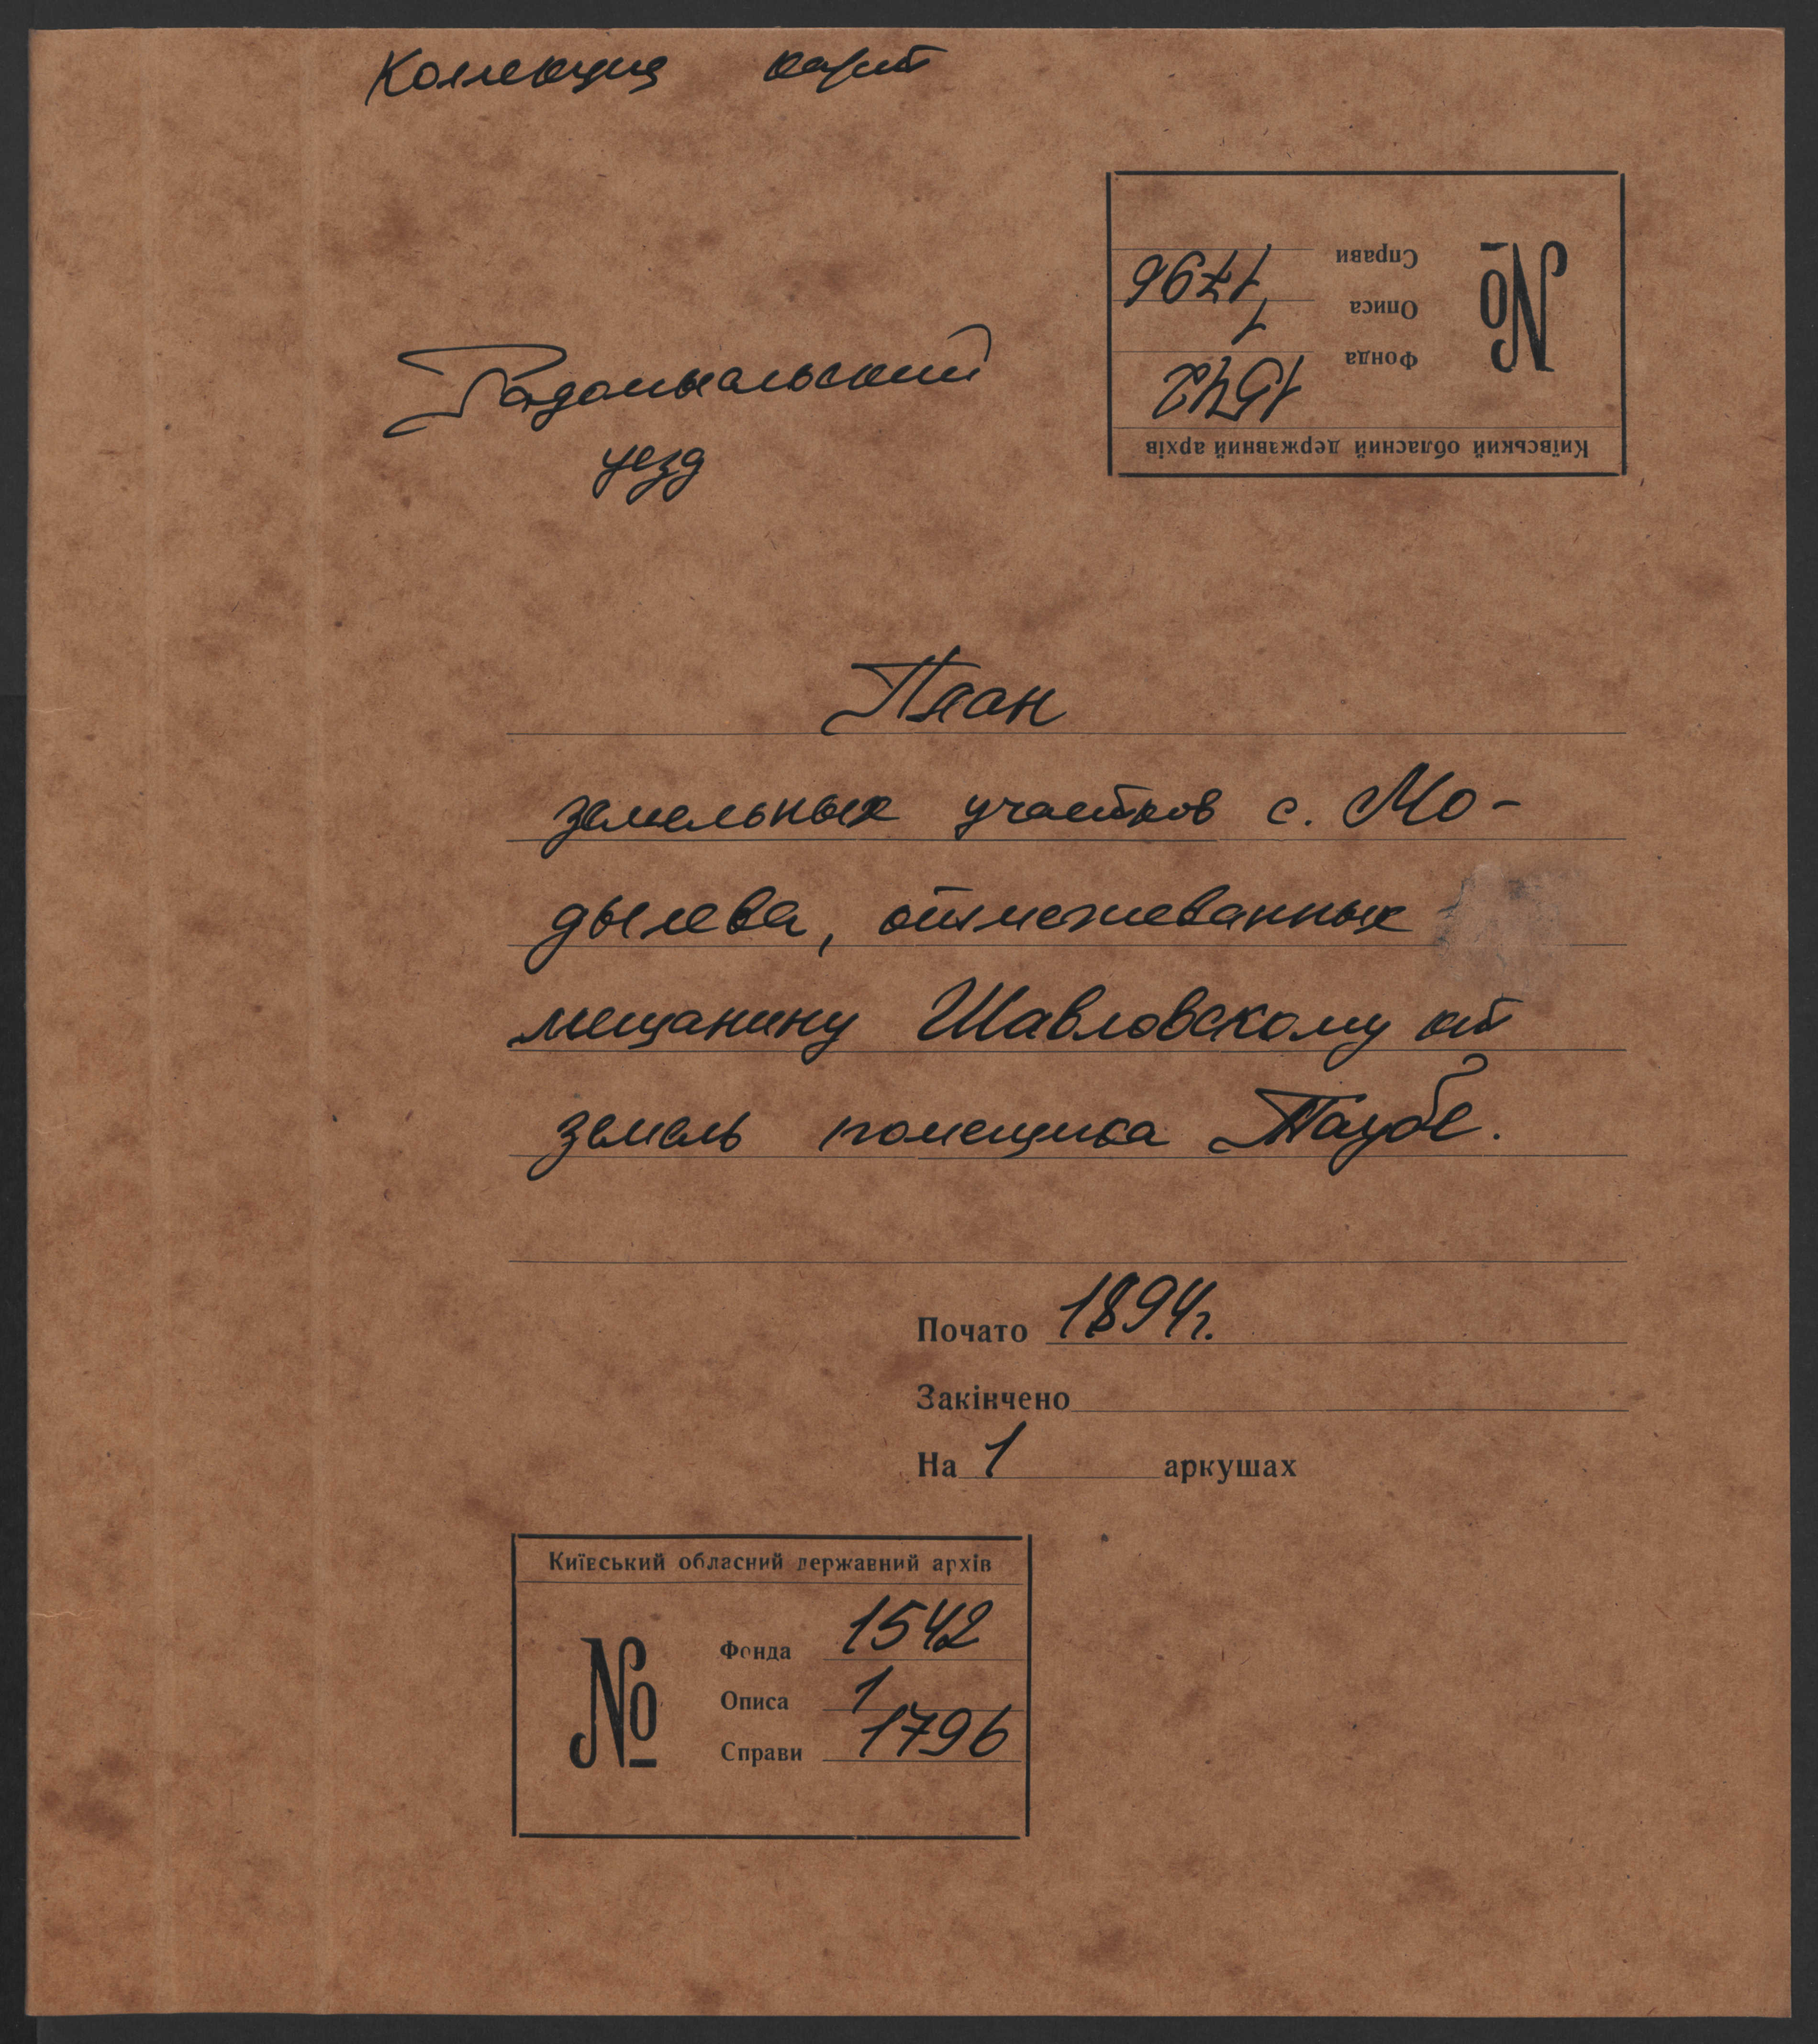 Коллекция карт
Київський обласний державний архів
№
Фонда 1542
Описа 1
Справи 1796
Радомысльский
уезд
План
земельных участков с. Мо-
дылева, отмежеванных
мещанину Шавловскому от
земель помещика Таубе.
Почато 1894г.
Закінчено
На 1 аркушах
Київський обласний державний архів
№
Фонда 1542
Описа 1
Справи 1796